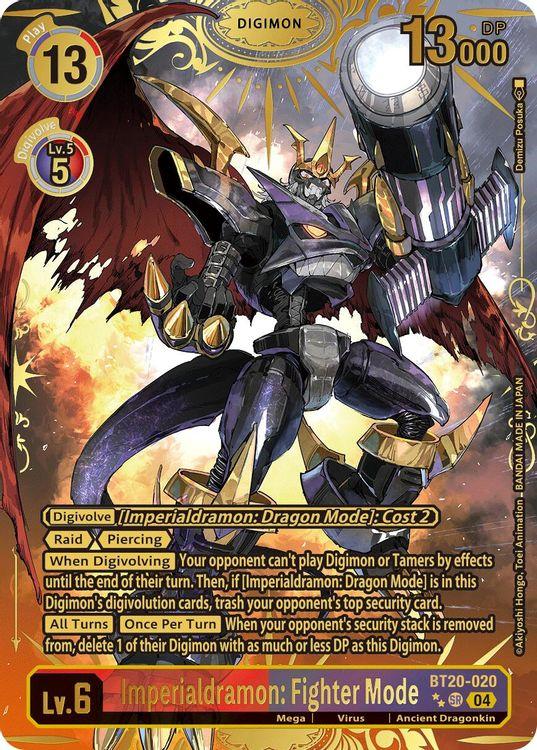 DIGIMON
Play
13
DP
13000
Digivolve
Lv.5
5
Demizu Posuka
Digivolve [Imperialdramon: Dragon Mode]: Cost 2
Raid Piercing
When Digivolving Your opponent can't play Digimon or Tamers by effects
until the end of their turn. Then, if [Imperialdramon: Dragon Mode] is in this
Digimon's digivolution cards, trash your opponent's top security card.
All Turns Once Per Turn When your opponent's security stack is removed
from, delete 1 of their Digimon with as much or less DP as this Digimon.
©Akiyoshi Hongo, Toei Animation BANDAI MADE IN JAPAN
Lv.6
Imperialdramon: Fighter Mode
BT20-020
SR 04
Mega Virus Ancient Dragonkin